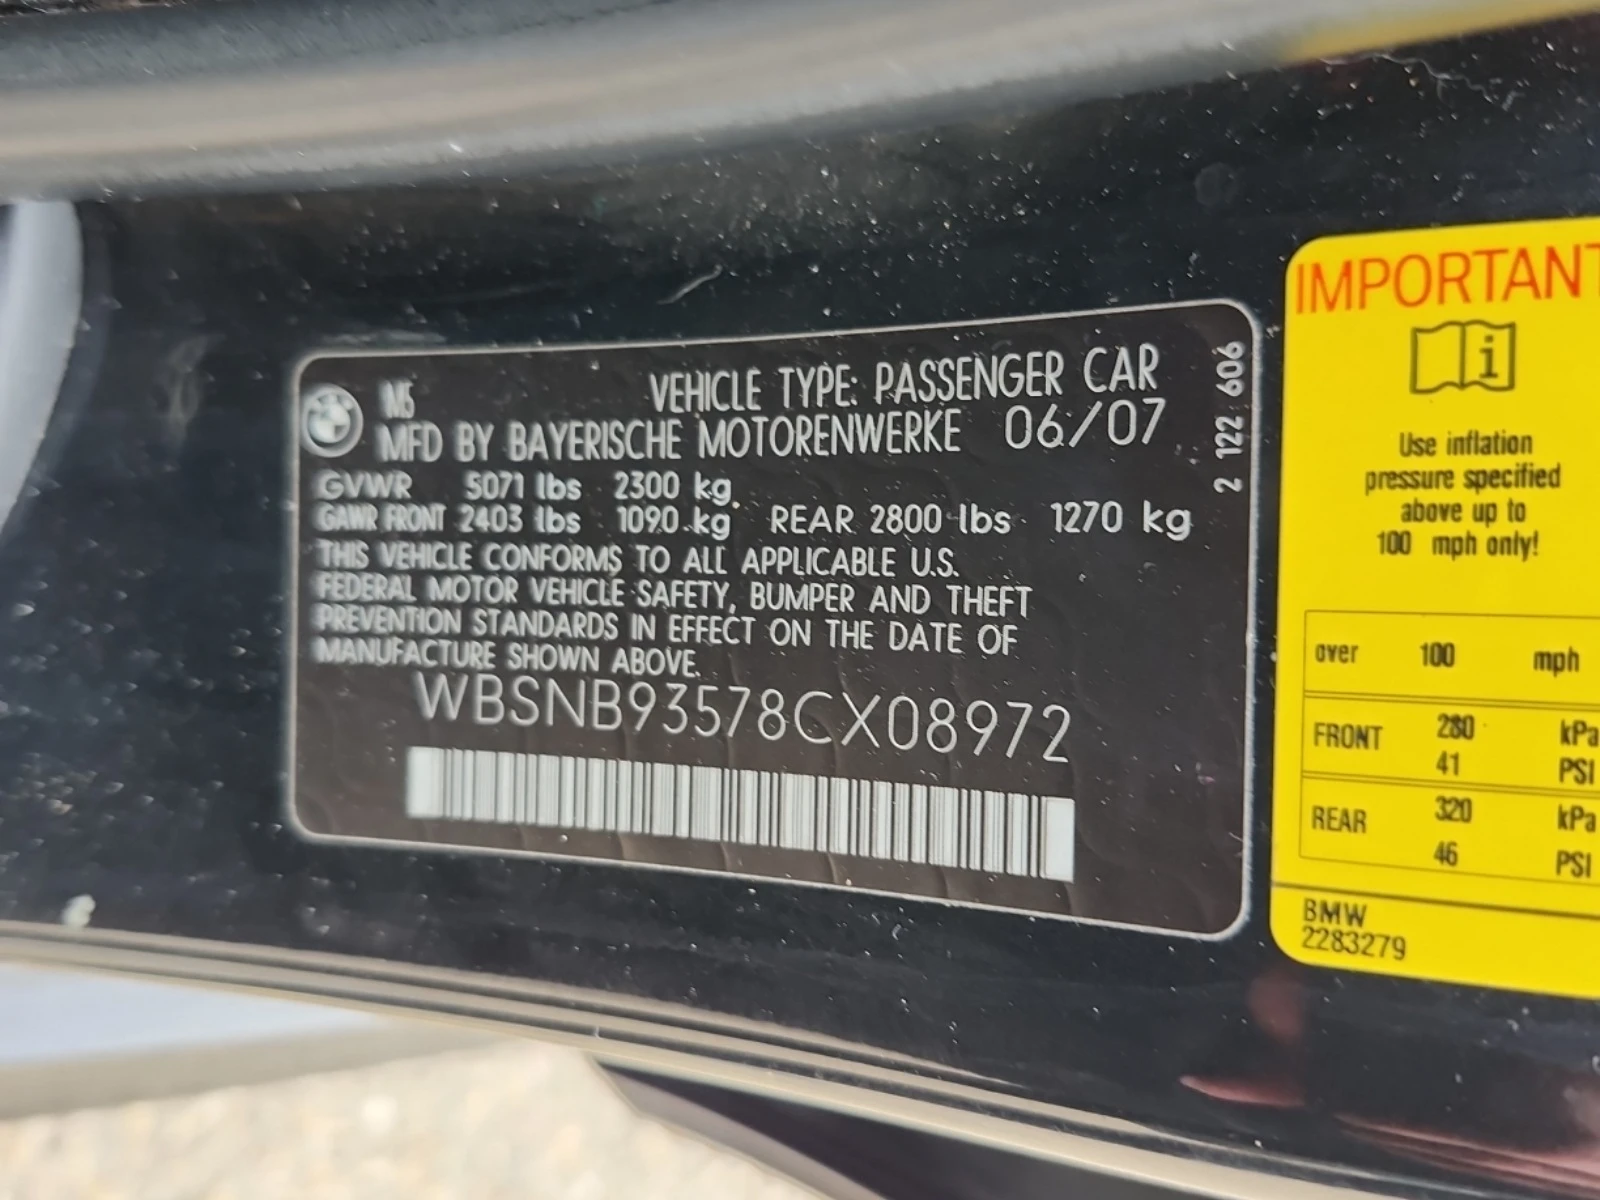 M5 VEHICLE TYPE: PASSENGER CAR
MFD BY BAYERISCHE MOTORENWERKE 06/07
GVWR 5071 lbs 2300 kg
GAWR FRONT 2403 lbs 1090 kg REAR 2800 lbs 1270 kg
THIS VEHICLE CONFORMS TO ALL APPLICABLE U.S.
FEDERAL MOTOR VEHICLE SAFETY, BUMPER AND THEFT
PREVENTION STANDARDS IN EFFECT ON THE DATE OF
MANUFACTURE SHOWN ABOVE.
WBSNB93578CX08972
2 122 606
IMPORTANT
i
Use inflation
pressure specified
above up to
100 mph only!
over 100 mph
FRONT 280 kPa
41 PSI
REAR 320 kPa
46 PSI
BMW
2283279